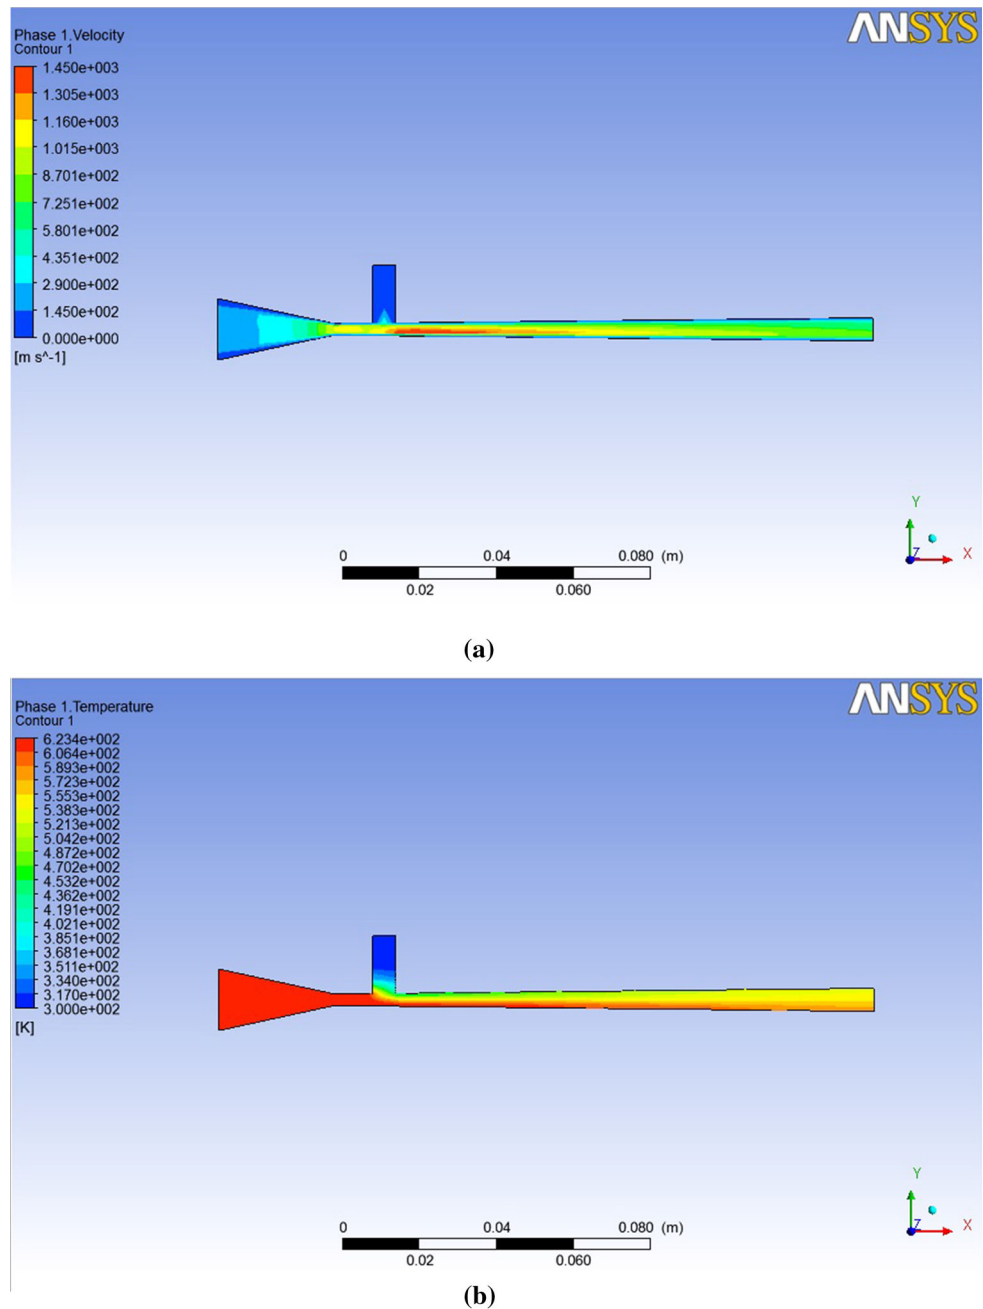 ANSYS
Phase 1.Velocity
Contour 1
1.450e+003
1.305e+003
1.160e+003
1.015e+003
8.701e+002
7.251e+002
5.801e+002
4.351e+002
2.900e+002
1.450e+002
0.000e+000
[m s^-1]
Y
Z X
0 0.04 0.080 (m)
0.02 0.060
(a)
ANSYS
Phase 1.Temperature
Contour 1
6.234e+002
6.064e+002
5.893e+002
5.723e+002
5.553e+002
5.383e+002
5.213e+002
5.042e+002
4.872e+002
4.702e+002
4.532e+002
4.362e+002
4.191e+002
4.021e+002
3.851e+002
3.681e+002
3.511e+002
3.340e+002
3.170e+002
3.000e+002
[K]
Y
Z X
0 0.04 0.080 (m)
0.02 0.060
(b)